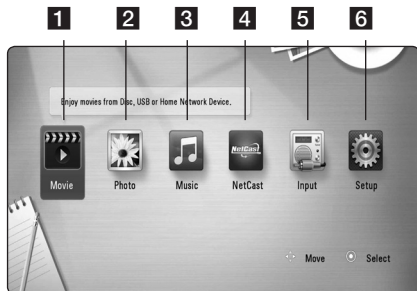 1 2 3 4 5 6
Enjoy movies from Disc, USB or Home Network Device.
NetCast
Movie Photo Music NetCast Input Setup
Move Select